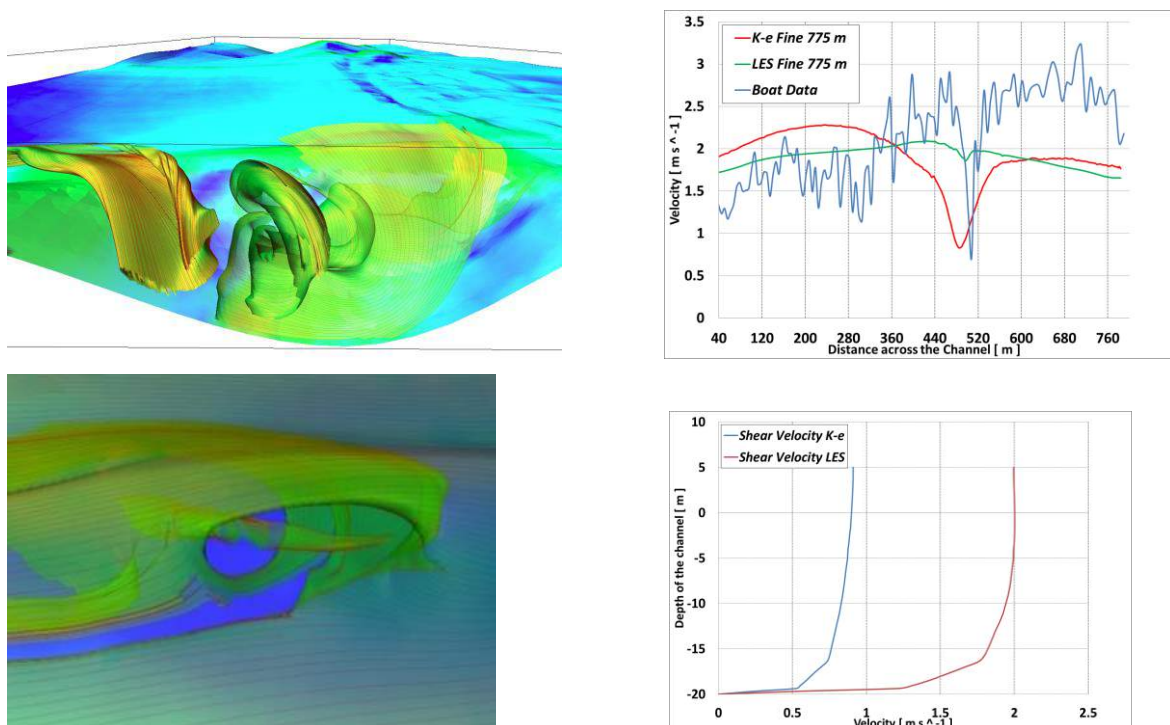 K-e Fine 775 m
LES Fine 775 m
Boat Data
Velocity [ m s ^ -1 ]
3.5
3
2.5
2
1.5
1
0.5
0
40 120 200 280 360 440 520 600 680 760
Distance across the Channel [ m ]
Shear Velocity K-e
Shear Velocity LES
Depth of the channel [ m ]
10
5
0
-5
-10
-15
-20
0 0.5 1 1.5 2 2.5
Velocity [ m s ^ -1 ]